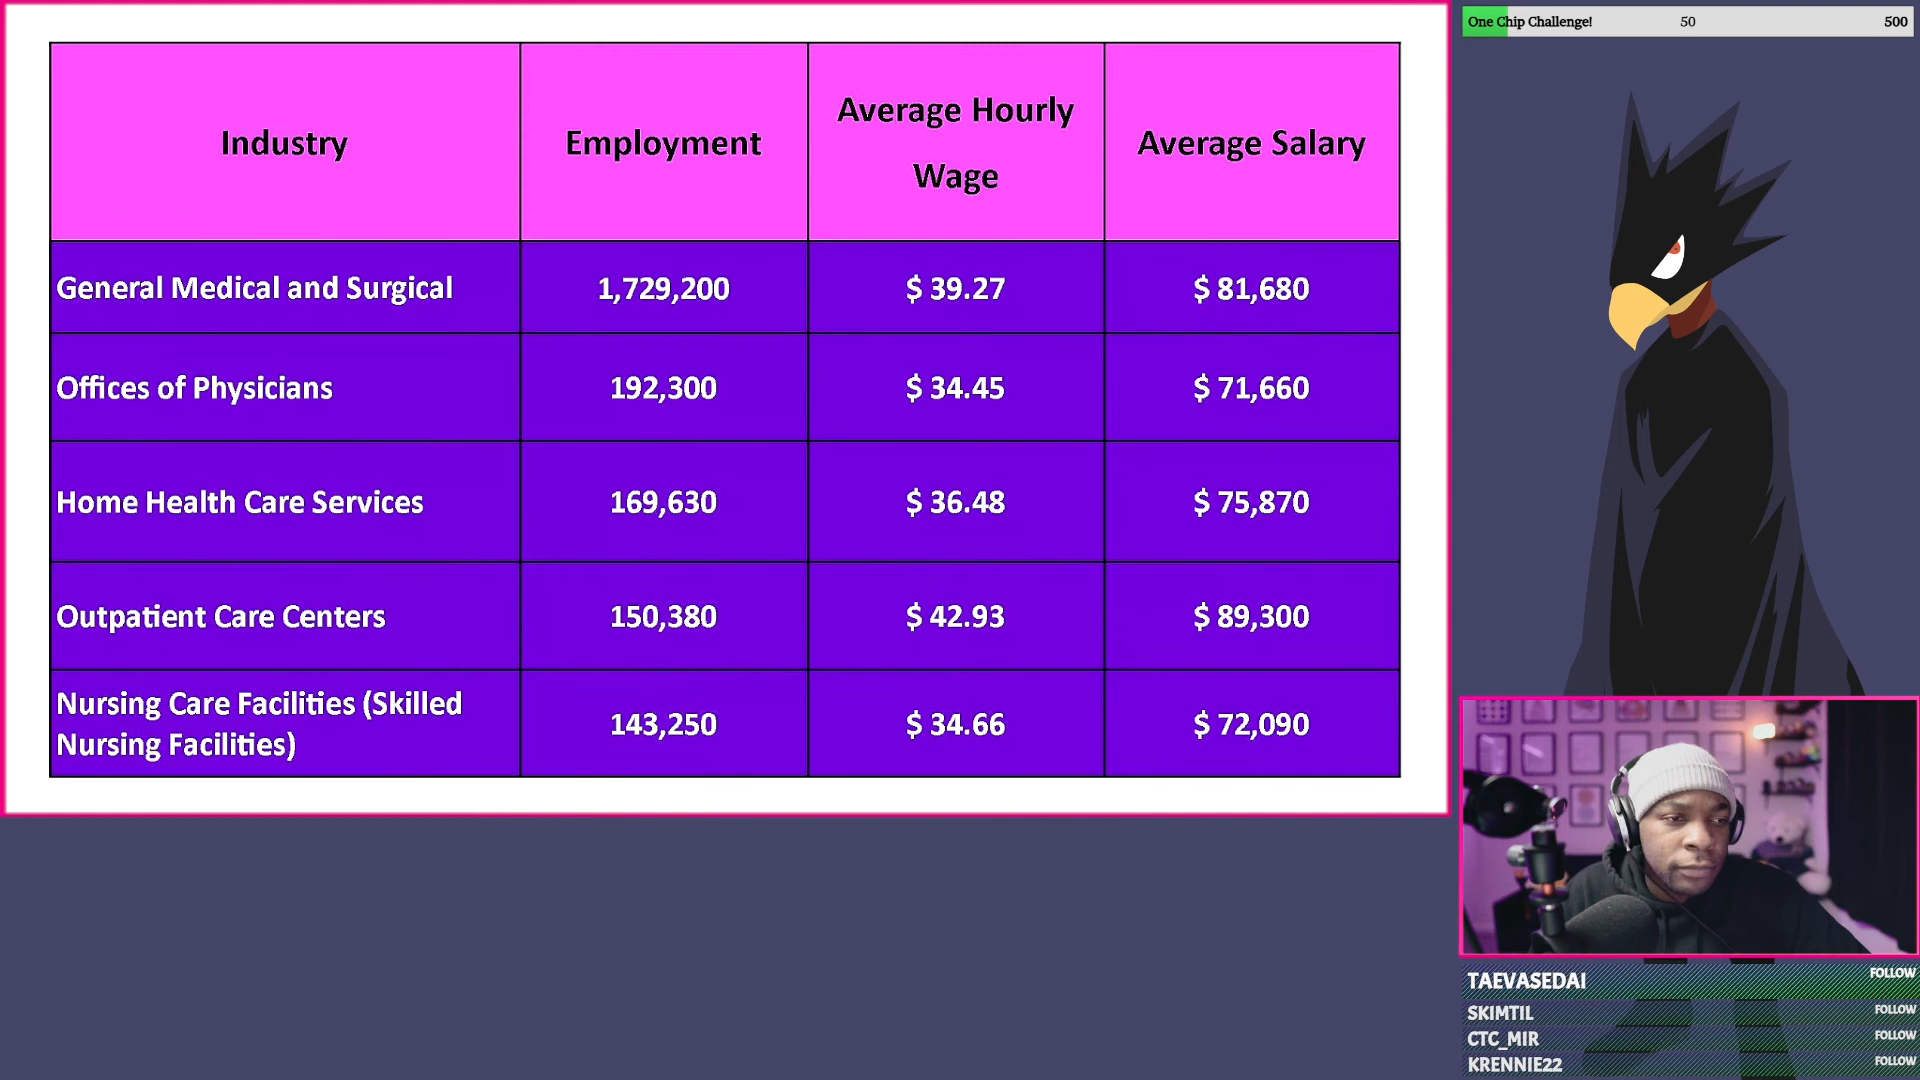 Industry
Employment
Average Hourly
Wage
Average Salary
General Medical and Surgical
1,729,200
$ 39.27
$ 81,680
Offices of Physicians
192,300
$ 34.45
$ 71,660
Home Health Care Services
169,630
$ 36.48
$ 75,870
Outpatient Care Centers
150,380
$ 42.93
$ 89,300
Nursing Care Facilities (Skilled
Nursing Facilities)
143,250
$ 34.66
$ 72,090
One Chip Challenge!
50
500
TAEVASEDAI
FOLLOW
SKIMTIL
FOLLOW
CTC_MIR
FOLLOW
KRENNIE22
FOLLOW